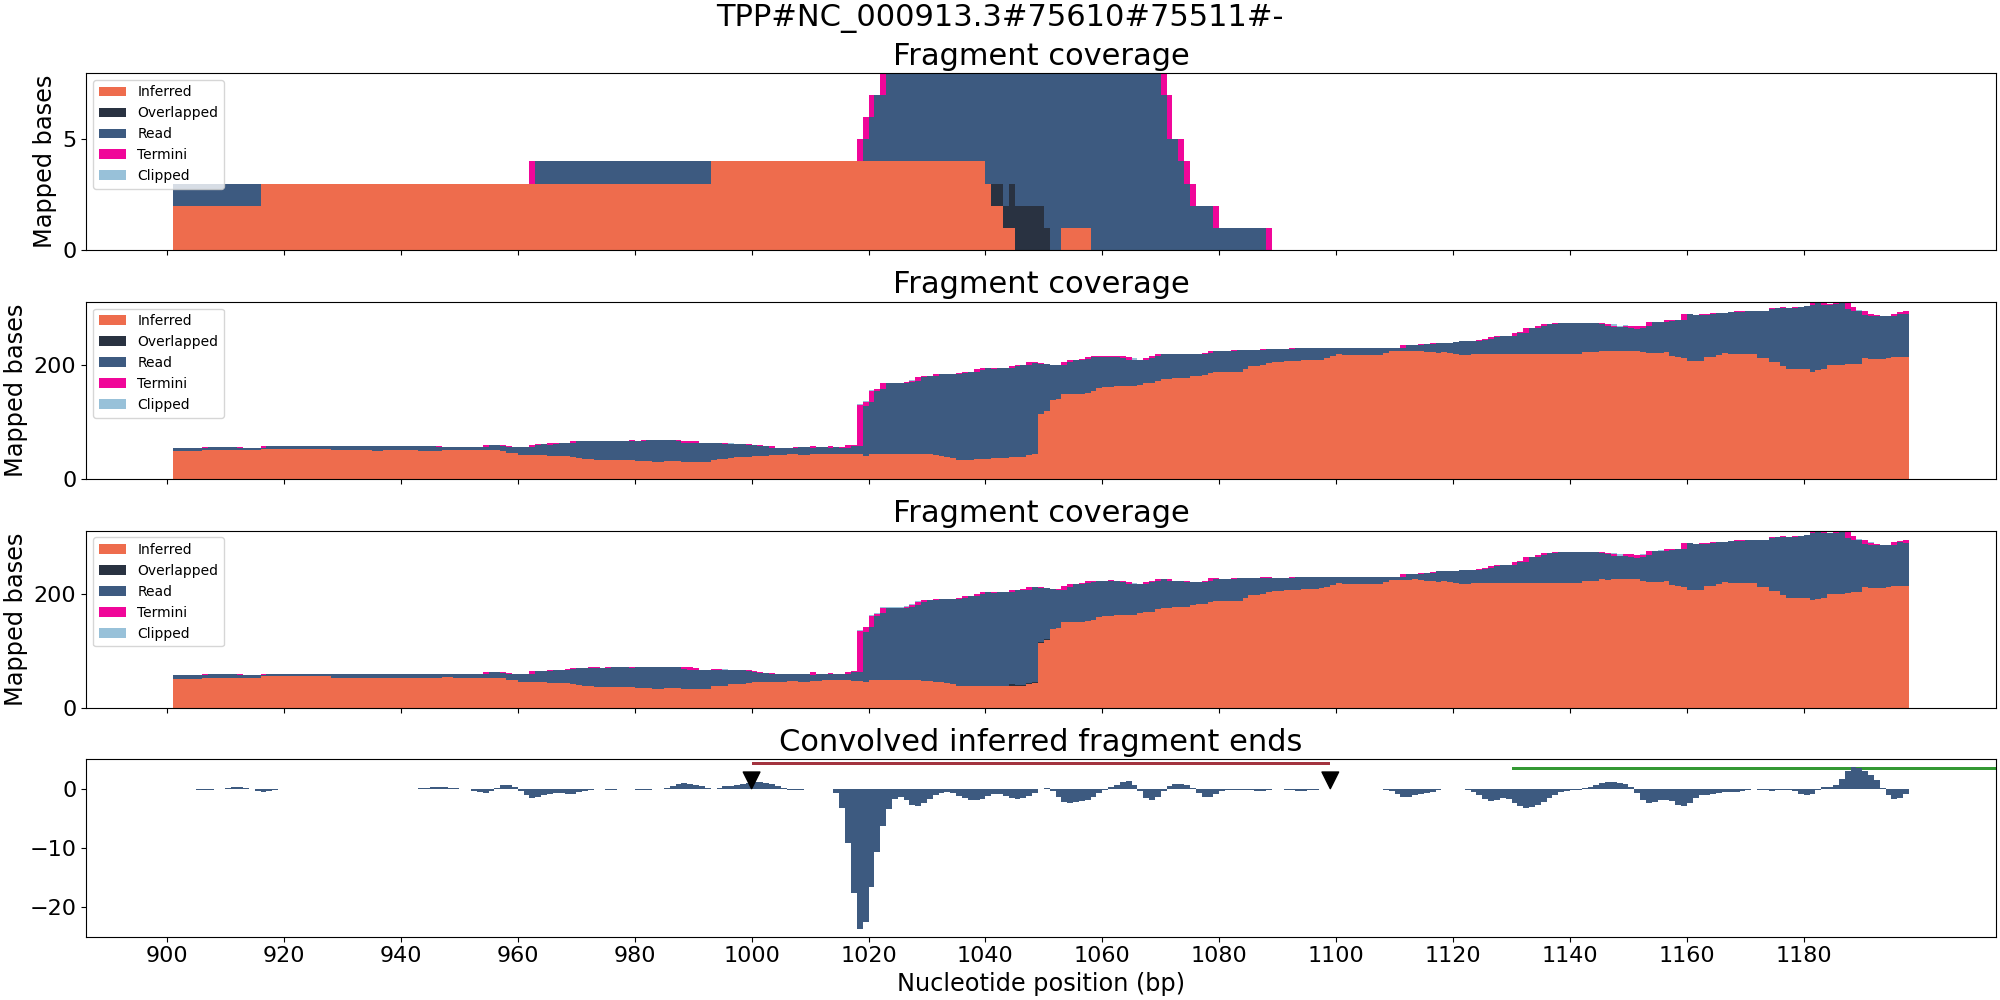 TPP#NC_000913.3#75610#75511#-
Fragment coverage
Mapped bases
5
0
Inferred
Overlapped
Read
Termini
Clipped
Fragment coverage
Mapped bases
200
0
Inferred
Overlapped
Read
Termini
Clipped
Fragment coverage
Mapped bases
200
0
Inferred
Overlapped
Read
Termini
Clipped
Convolved inferred fragment ends
0
−10
−20
900 920 940 960 980 1000 1020 1040 1060 1080 1100 1120 1140 1160 1180
Nucleotide position (bp)